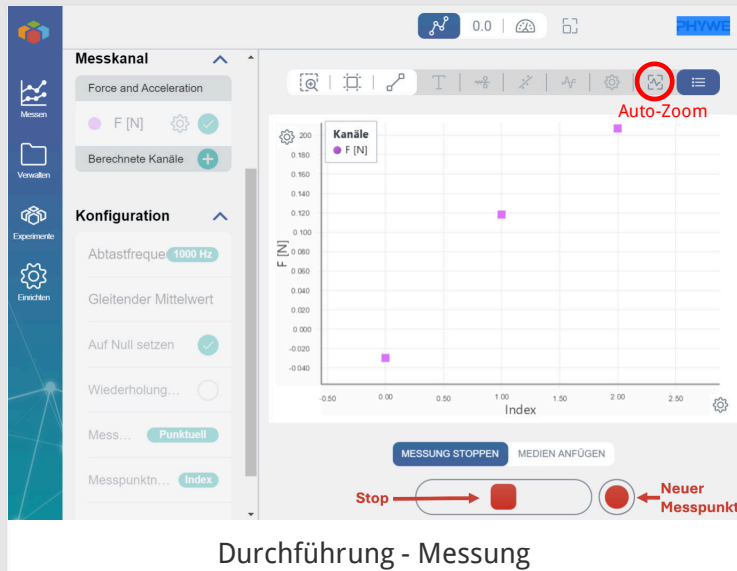 0.0
PHYWE
Messen
Verwalten
Experimente
Einrichten
Messkanal
Force and Acceleration
F [N]
Berechnete Kanäle
Konfiguration
Abtastfreque 1000 Hz
Gleitender Mittelwert
Auf Null setzen
Wiederholung...
Mess... Punktuell
Messpunktn... Index
T
Auto-Zoom
Kanäle
F [N]
200
0.180
0.160
0.140
0.120
0 100
0 080
0 060
0.040
0.020
0.000
-0.020
-0 040
F [N]
-0.50 0 00 0.50 1 00 1.50 2 00 2.50
Index
MESSUNG STOPPEN MEDIEN ANFÜGEN
Stop
Neuer
Messpunkt
Durchführung - Messung